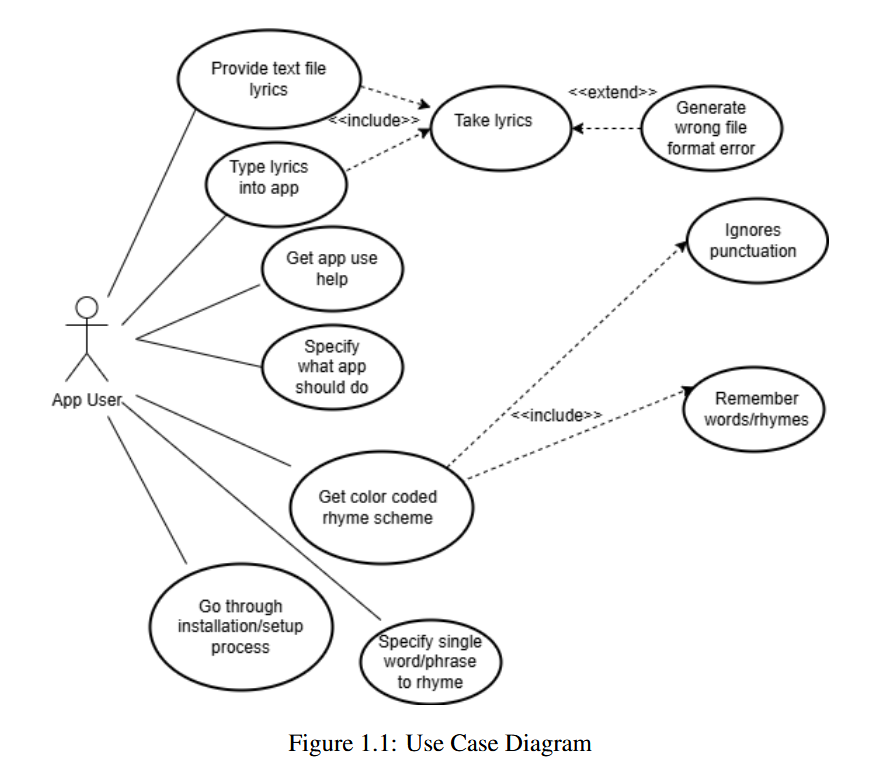 Provide text file
lyrics
<<include>>
Take lyrics
<<extend>>
Generate
wrong file
format error
Type lyrics
into app
Ignores
punctuation
Get app use
help
Specify
what app
should do
App User
Remember
words/rhymes
<<include>>
Get color coded
rhyme scheme
Go through
installation/setup
process
Specify single
word/phrase
to rhyme
Figure 1.1: Use Case Diagram